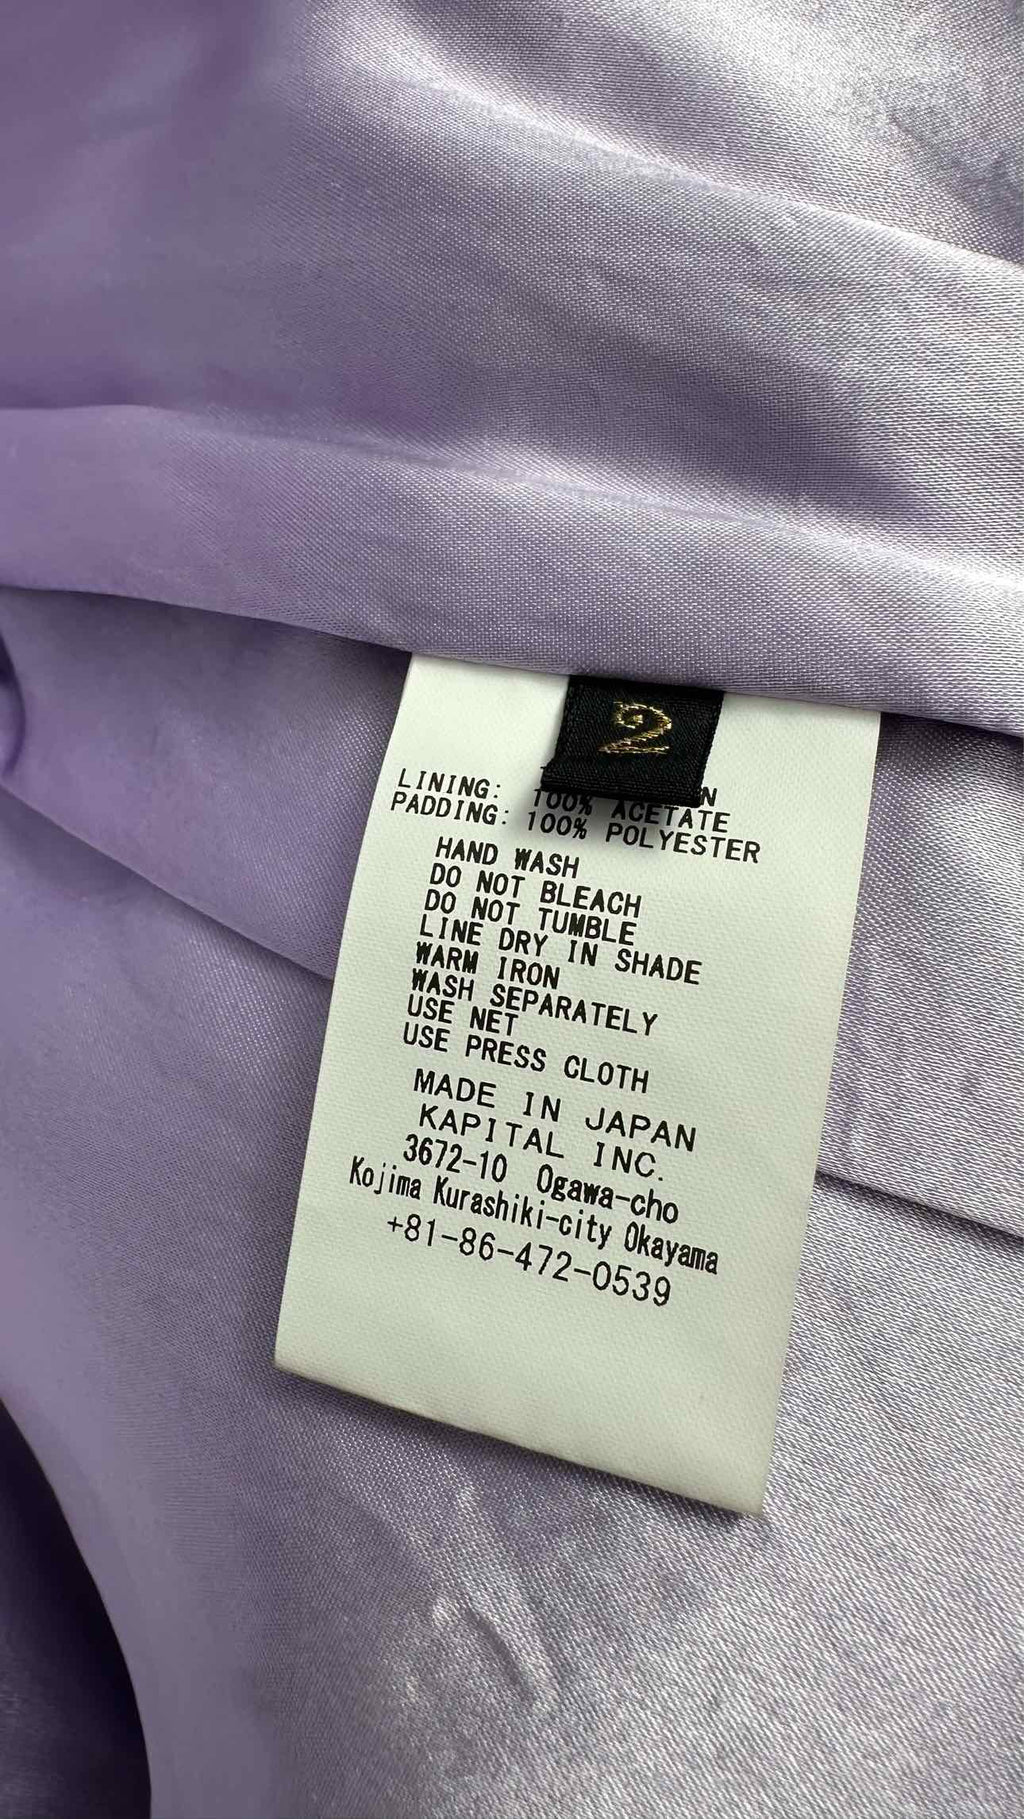 2
LINING: 100% ACETATE
PADDING: 100% POLYESTER
HAND WASH
DO NOT BLEACH
DO NOT TUMBLE
LINE DRY IN SHADE
WARM IRON
WASH SEPARATELY
USE NET
USE PRESS CLOTH
MADE IN JAPAN
KAPITAL INC.
3672-10 Ogawa-cho
Kojima Kurashiki-city Okayama
+81-86-472-0539